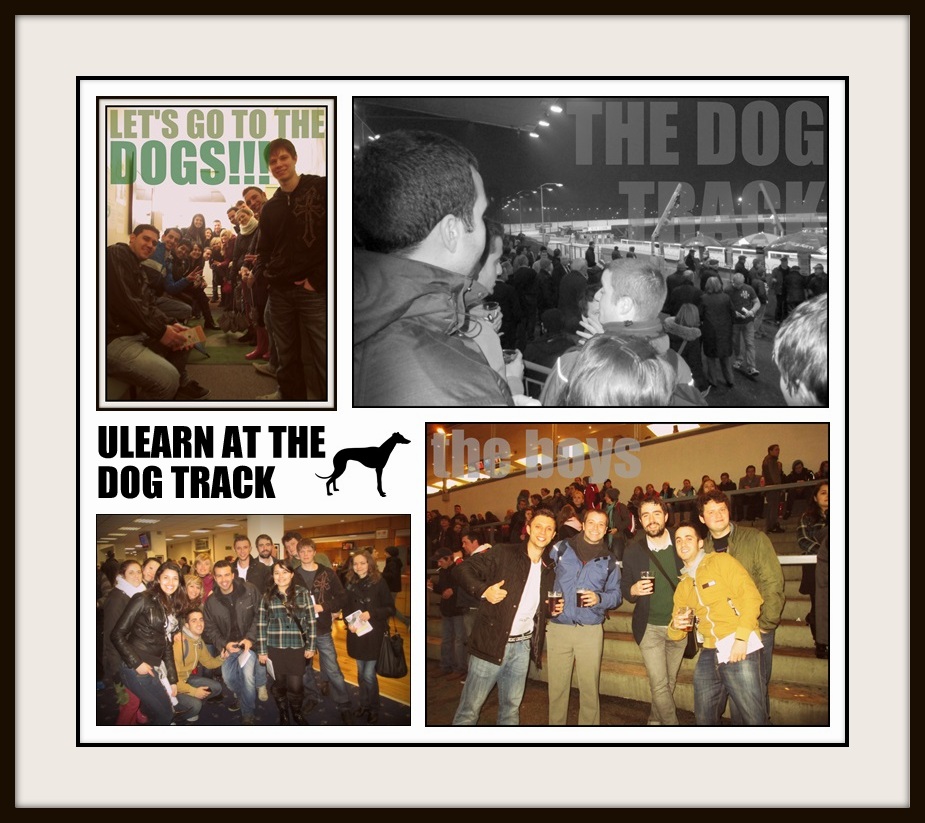 LET'S GO TO THE
DOGS!!!
THE DOG
TRACK
ULEARN AT THE
DOG TRACK
the boys